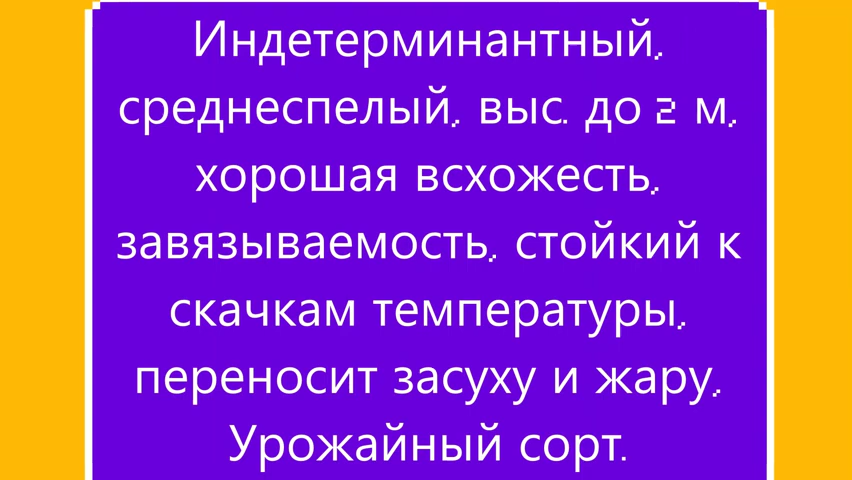 Индетерминантный,
среднеспелый, выс. до 2 м,
хорошая всхожесть,
завязываемость, стойкий к
скачкам температуры,
переносит засуху и жару,
Урожайный сорт.